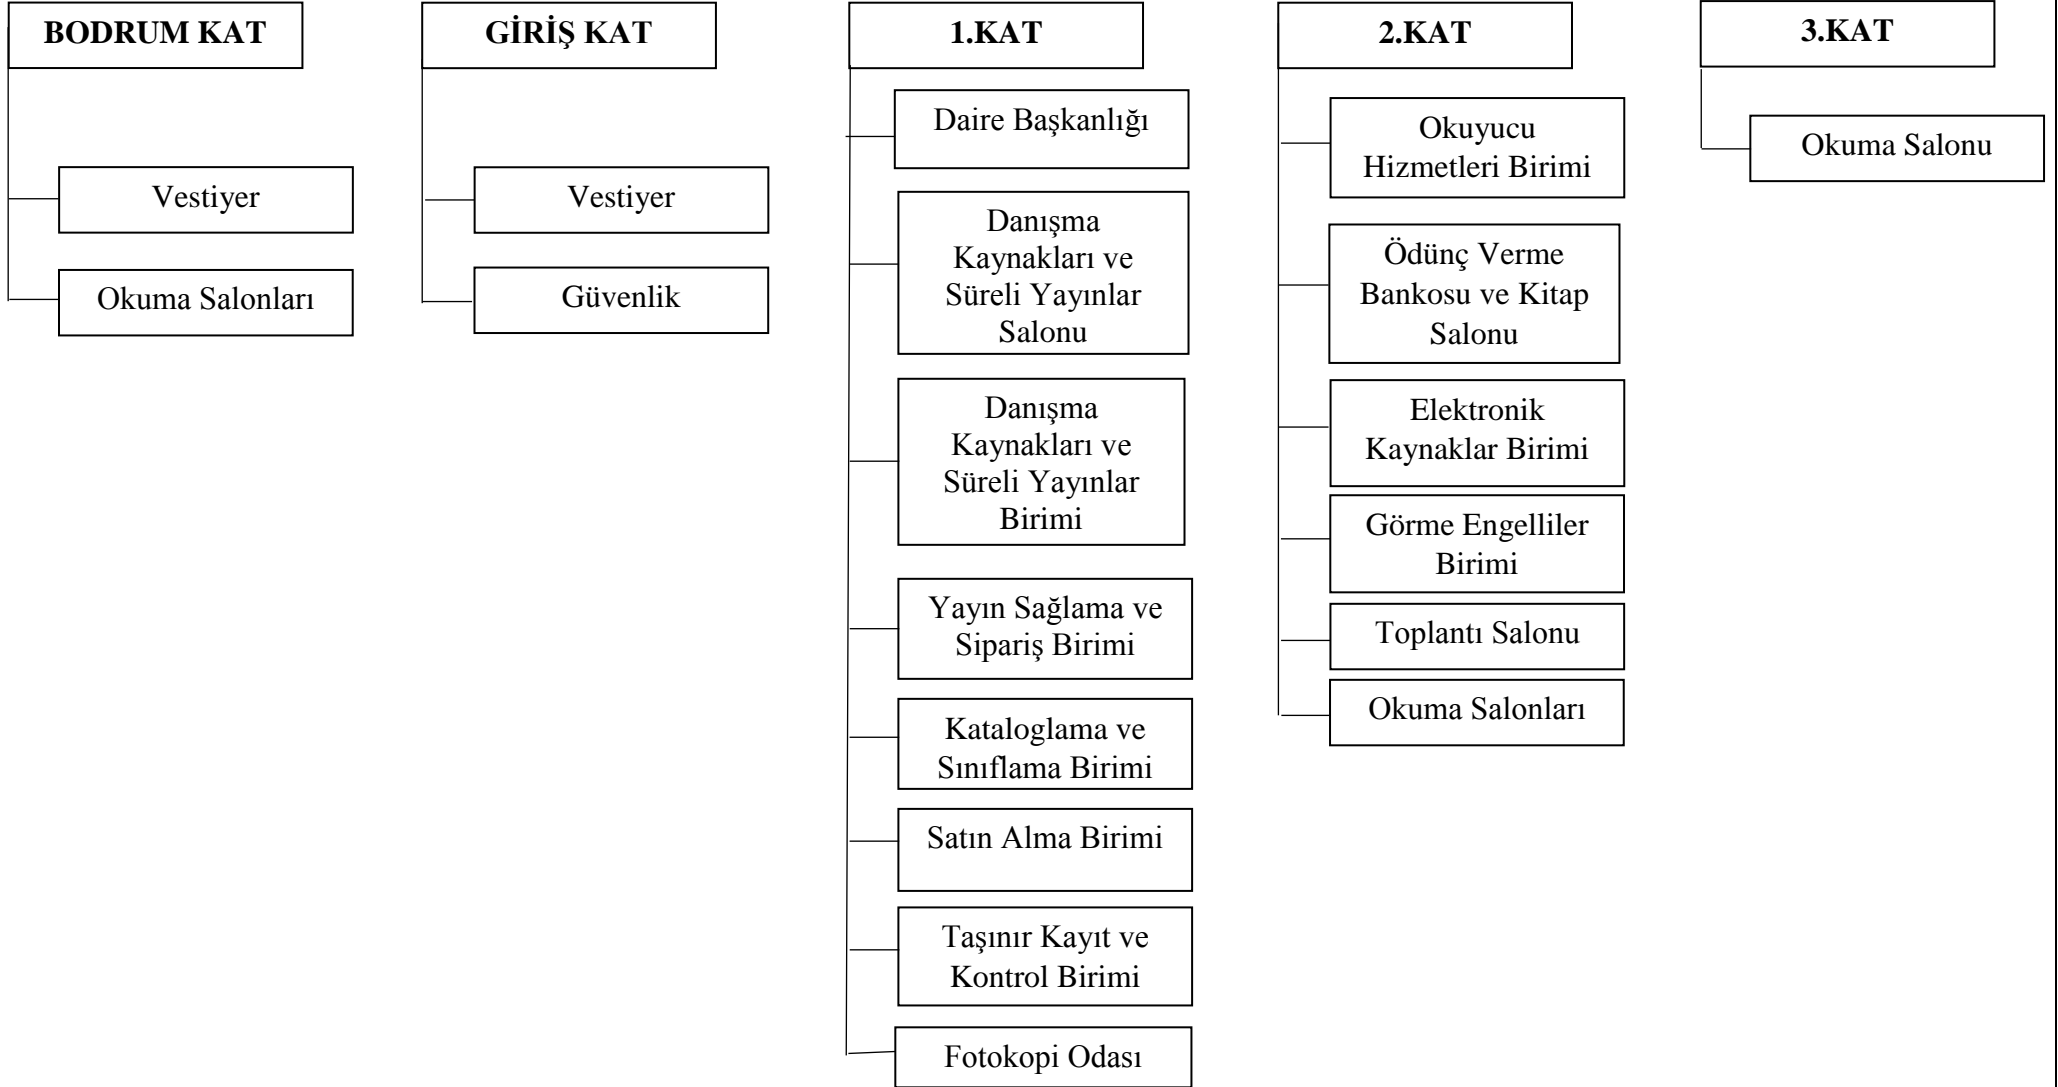 BODRUM KAT
Vestiyer
Okuma Salonları
GİRİŞ KAT
Vestiyer
Güvenlik
1.KAT
Daire Başkanlığı
Danışma
Kaynakları ve
Süreli Yayınlar
Salonu
Danışma
Kaynakları ve
Süreli Yayınlar
Birimi
Yayın Sağlama ve
Sipariş Birimi
Kataloglama ve
Sınıflama Birimi
Satın Alma Birimi
Taşınır Kayıt ve
Kontrol Birimi
Fotokopi Odası
2.KAT
Okuyucu
Hizmetleri Birimi
Ödünç Verme
Bankosu ve Kitap
Salonu
Elektronik
Kaynaklar Birimi
Görme Engelliler
Birimi
Toplantı Salonu
Okuma Salonları
3.KAT
Okuma Salonu